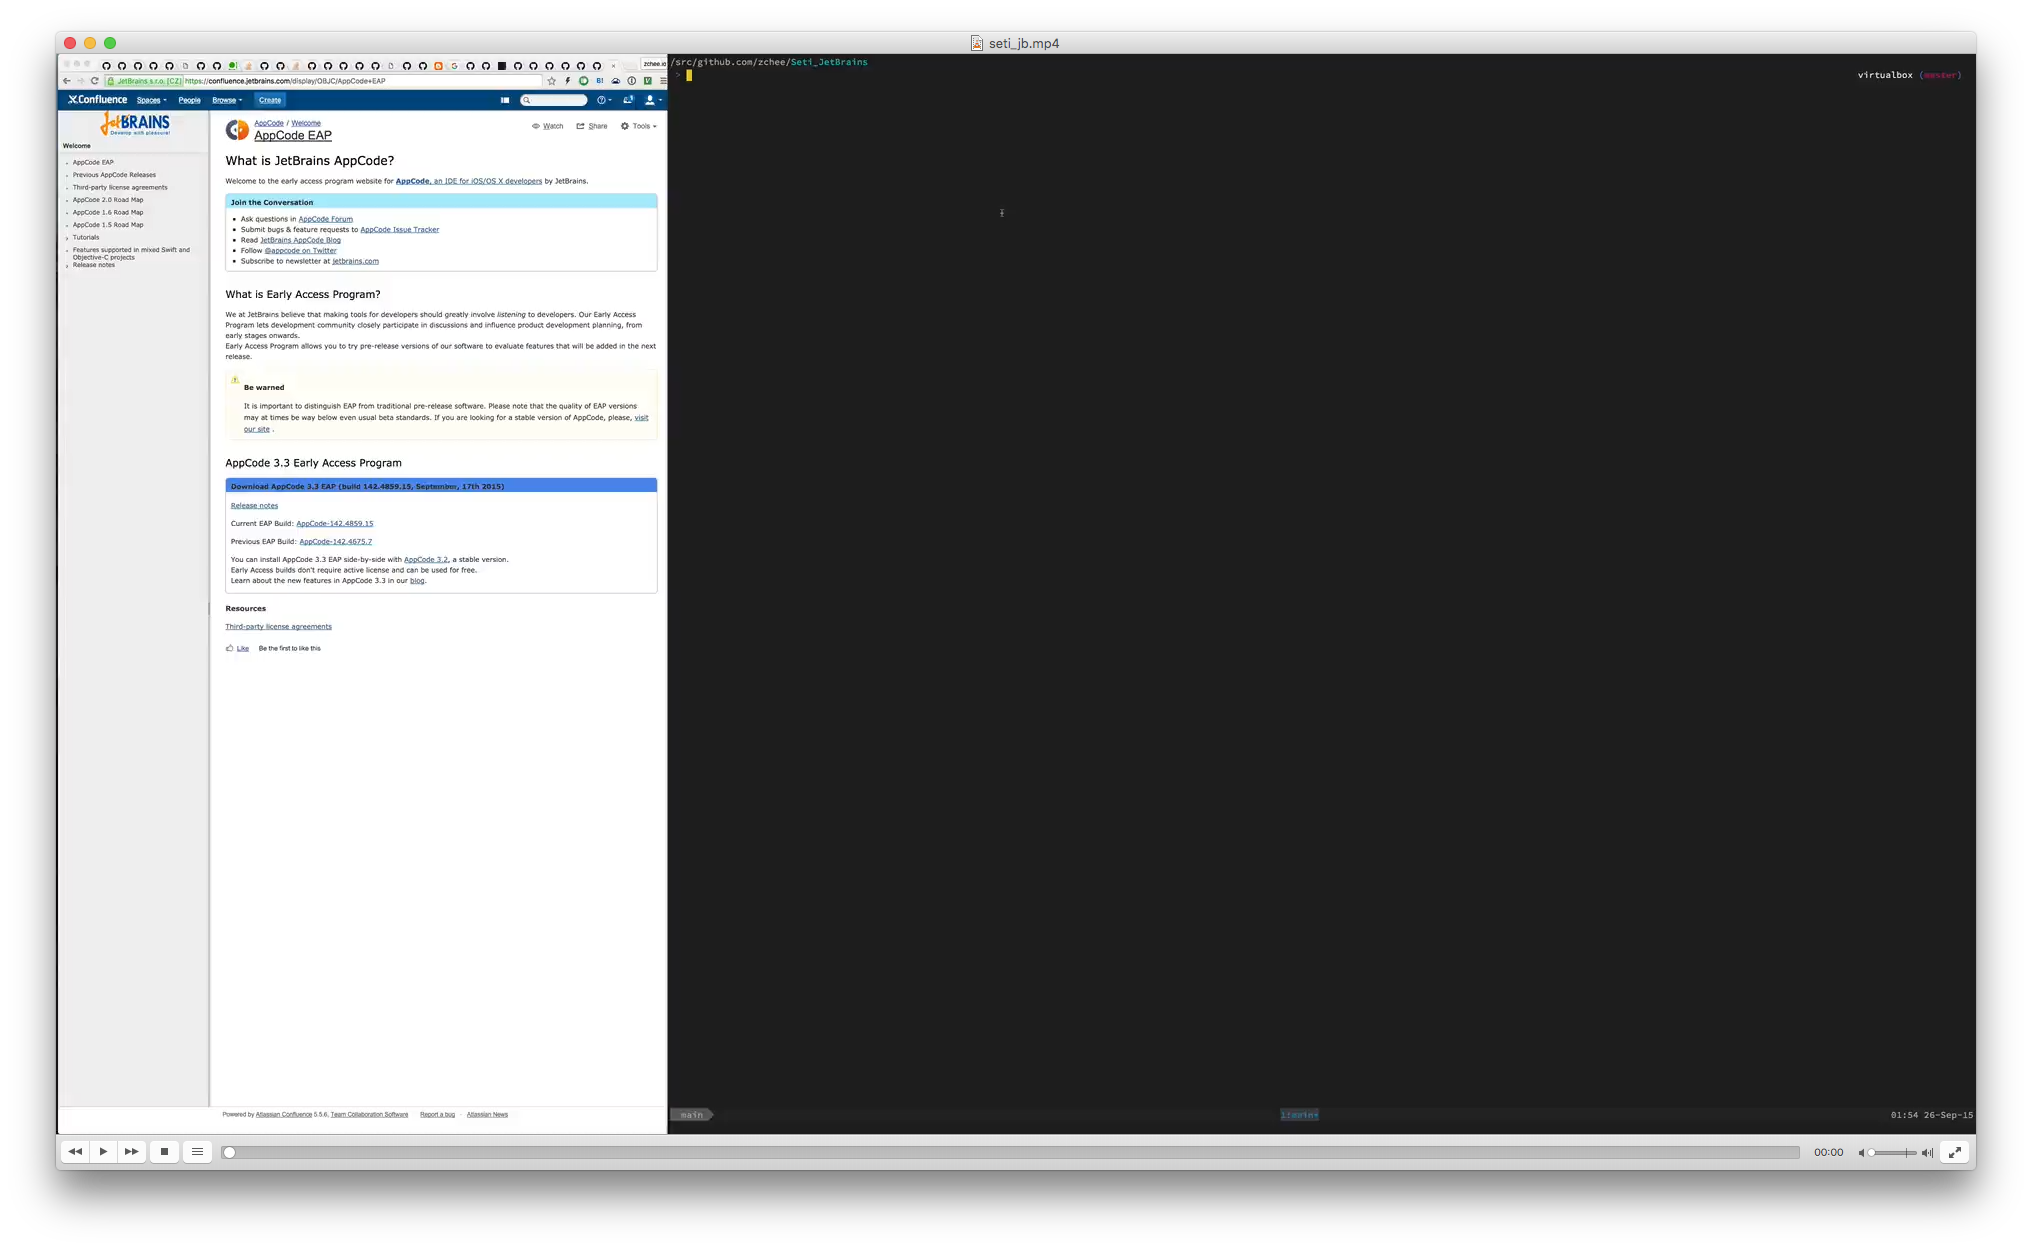 seti_jb.mp4
zchee.io
JetBrains s.r.o. [CZ] https://confluence.jetbrains.com/display/OBJC/AppCode+EAP
Confluence Spaces People Browse Create
JetBRAINS
Develop with pleasure!
Welcome
AppCode EAP
Previous AppCode Releases
Third-party license agreements
AppCode 2.0 Road Map
AppCode 1.6 Road Map
AppCode 1.5 Road Map
Tutorials
Features supported in mixed Swift and
Objective-C projects
Release notes
AppCode / Welcome
AppCode EAP
Watch Share Tools
What is JetBrains AppCode?
Welcome to the early access program website for AppCode, an IDE for iOS/OS X developers by JetBrains.
Join the Conversation
Ask questions in AppCode Forum
Submit bugs & feature requests to AppCode Issue Tracker
Read JetBrains AppCode Blog
Follow @appcode on Twitter
Subscribe to newsletter at jetbrains.com
What is Early Access Program?
We at JetBrains believe that making tools for developers should greatly involve listening to developers. Our Early Access
Program lets development community closely participate in discussions and influence product development planning, from
early stages onwards.
Early Access Program allows you to try pre-release versions of our software to evaluate features that will be added in the next
release.
Be warned
It is important to distinguish EAP from traditional pre-release software. Please note that the quality of EAP versions
may at times be way below even usual beta standards. If you are looking for a stable version of AppCode, please, visit
our site .
AppCode 3.3 Early Access Program
Download AppCode 3.3 EAP (build 142.4859.15, September, 17th 2015)
Release notes
Current EAP Build: AppCode-142.4859.15
Previous EAP Build: AppCode-142.4675.7
You can install AppCode 3.3 EAP side-by-side with AppCode 3.2, a stable version.
Early Access builds don't require active license and can be used for free.
Learn about the new features in AppCode 3.3 in our blog.
Resources
Third-party license agreements
Like Be the first to like this
Powered by Atlassian Confluence 5.5.6, Team Collaboration Software Report a bug Atlassian News
/src/github.com/zchee/Seti_JetBrains
>
virtualbox (master)
main
1:main*
01:54 26-Sep-15
00:00